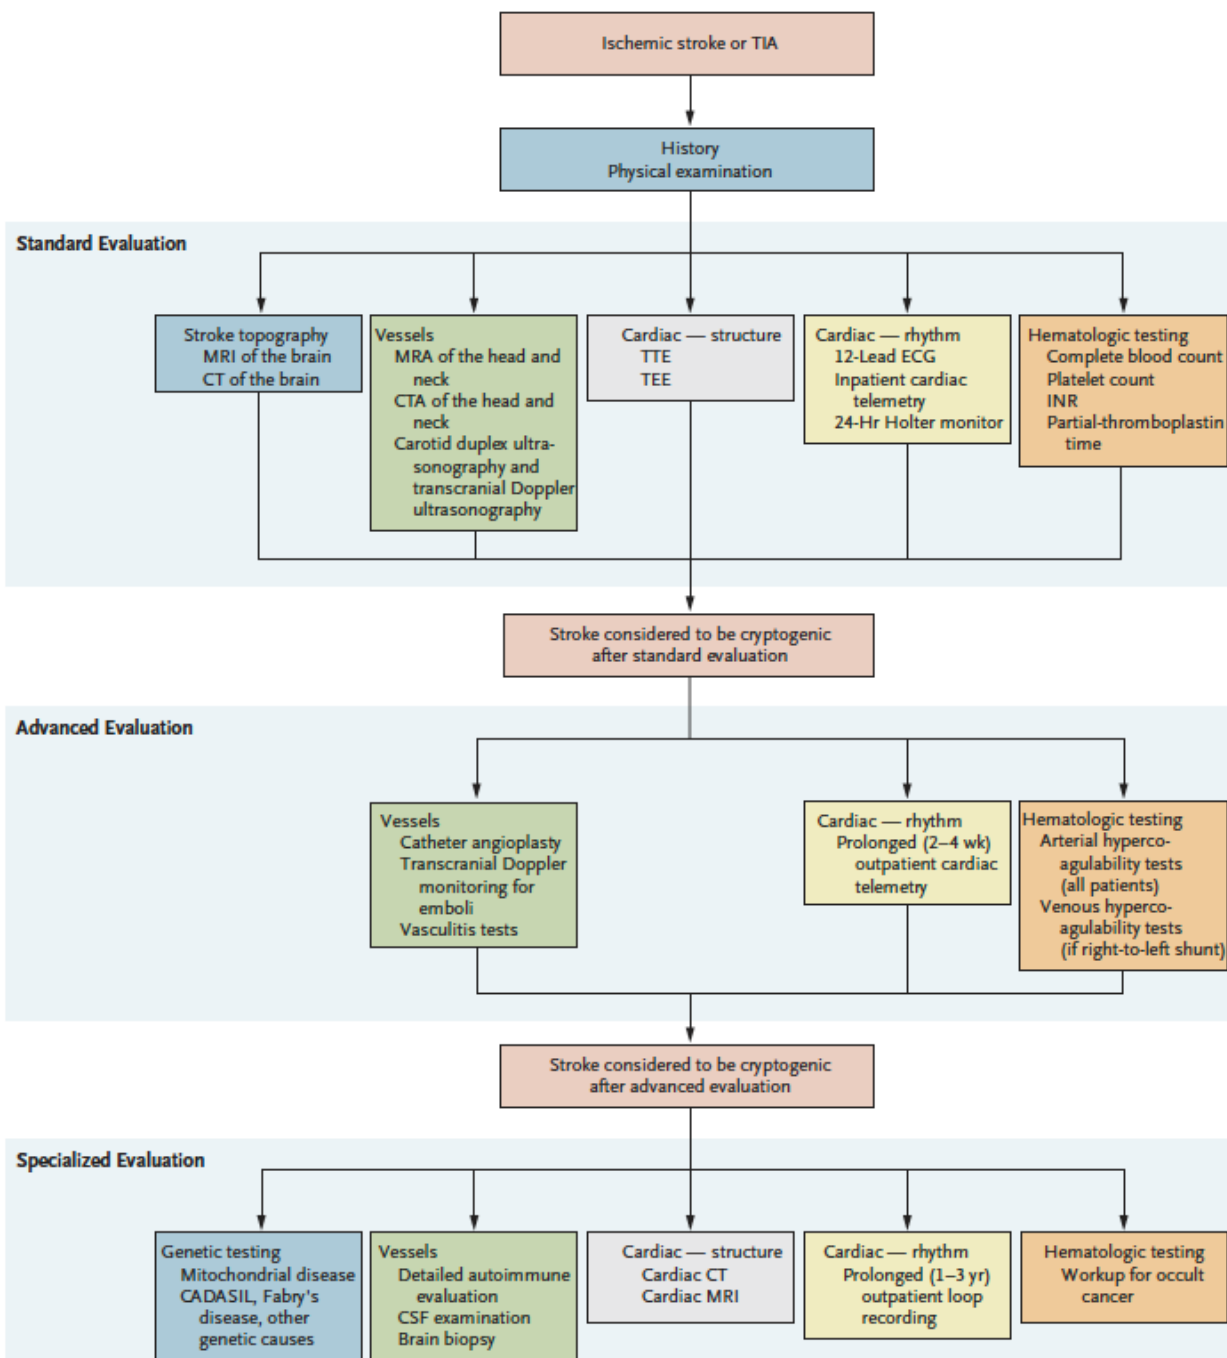 Ischemic stroke or TIA
History
Physical examination
Standard Evaluation
Stroke topography
MRI of the brain
CT of the brain
Vessels
MRA of the head and
neck
CTA of the head and
neck
Carotid duplex ultra-
sonography and
transcranial Doppler
ultrasonography
Cardiac — structure
TTE
TEE
Cardiac — rhythm
12-Lead ECG
Inpatient cardiac
telemetry
24-Hr Holter monitor
Hematologic testing
Complete blood count
Platelet count
INR
Partial-thromboplastin
time
Stroke considered to be cryptogenic
after standard evaluation
Advanced Evaluation
Vessels
Catheter angioplasty
Transcranial Doppler
monitoring for
emboli
Vasculitis tests
Cardiac — rhythm
Prolonged (2–4 wk)
outpatient cardiac
telemetry
Hematologic testing
Arterial hyperco-
agulability tests
(all patients)
Venous hyperco-
agulability tests
(if right-to-left shunt)
Stroke considered to be cryptogenic
after advanced evaluation
Specialized Evaluation
Genetic testing
Mitochondrial disease
CADASIL, Fabry's
disease, other
genetic causes
Vessels
Detailed autoimmune
evaluation
CSF examination
Brain biopsy
Cardiac — structure
Cardiac CT
Cardiac MRI
Cardiac — rhythm
Prolonged (1–3 yr)
outpatient loop
recording
Hematologic testing
Workup for occult
cancer